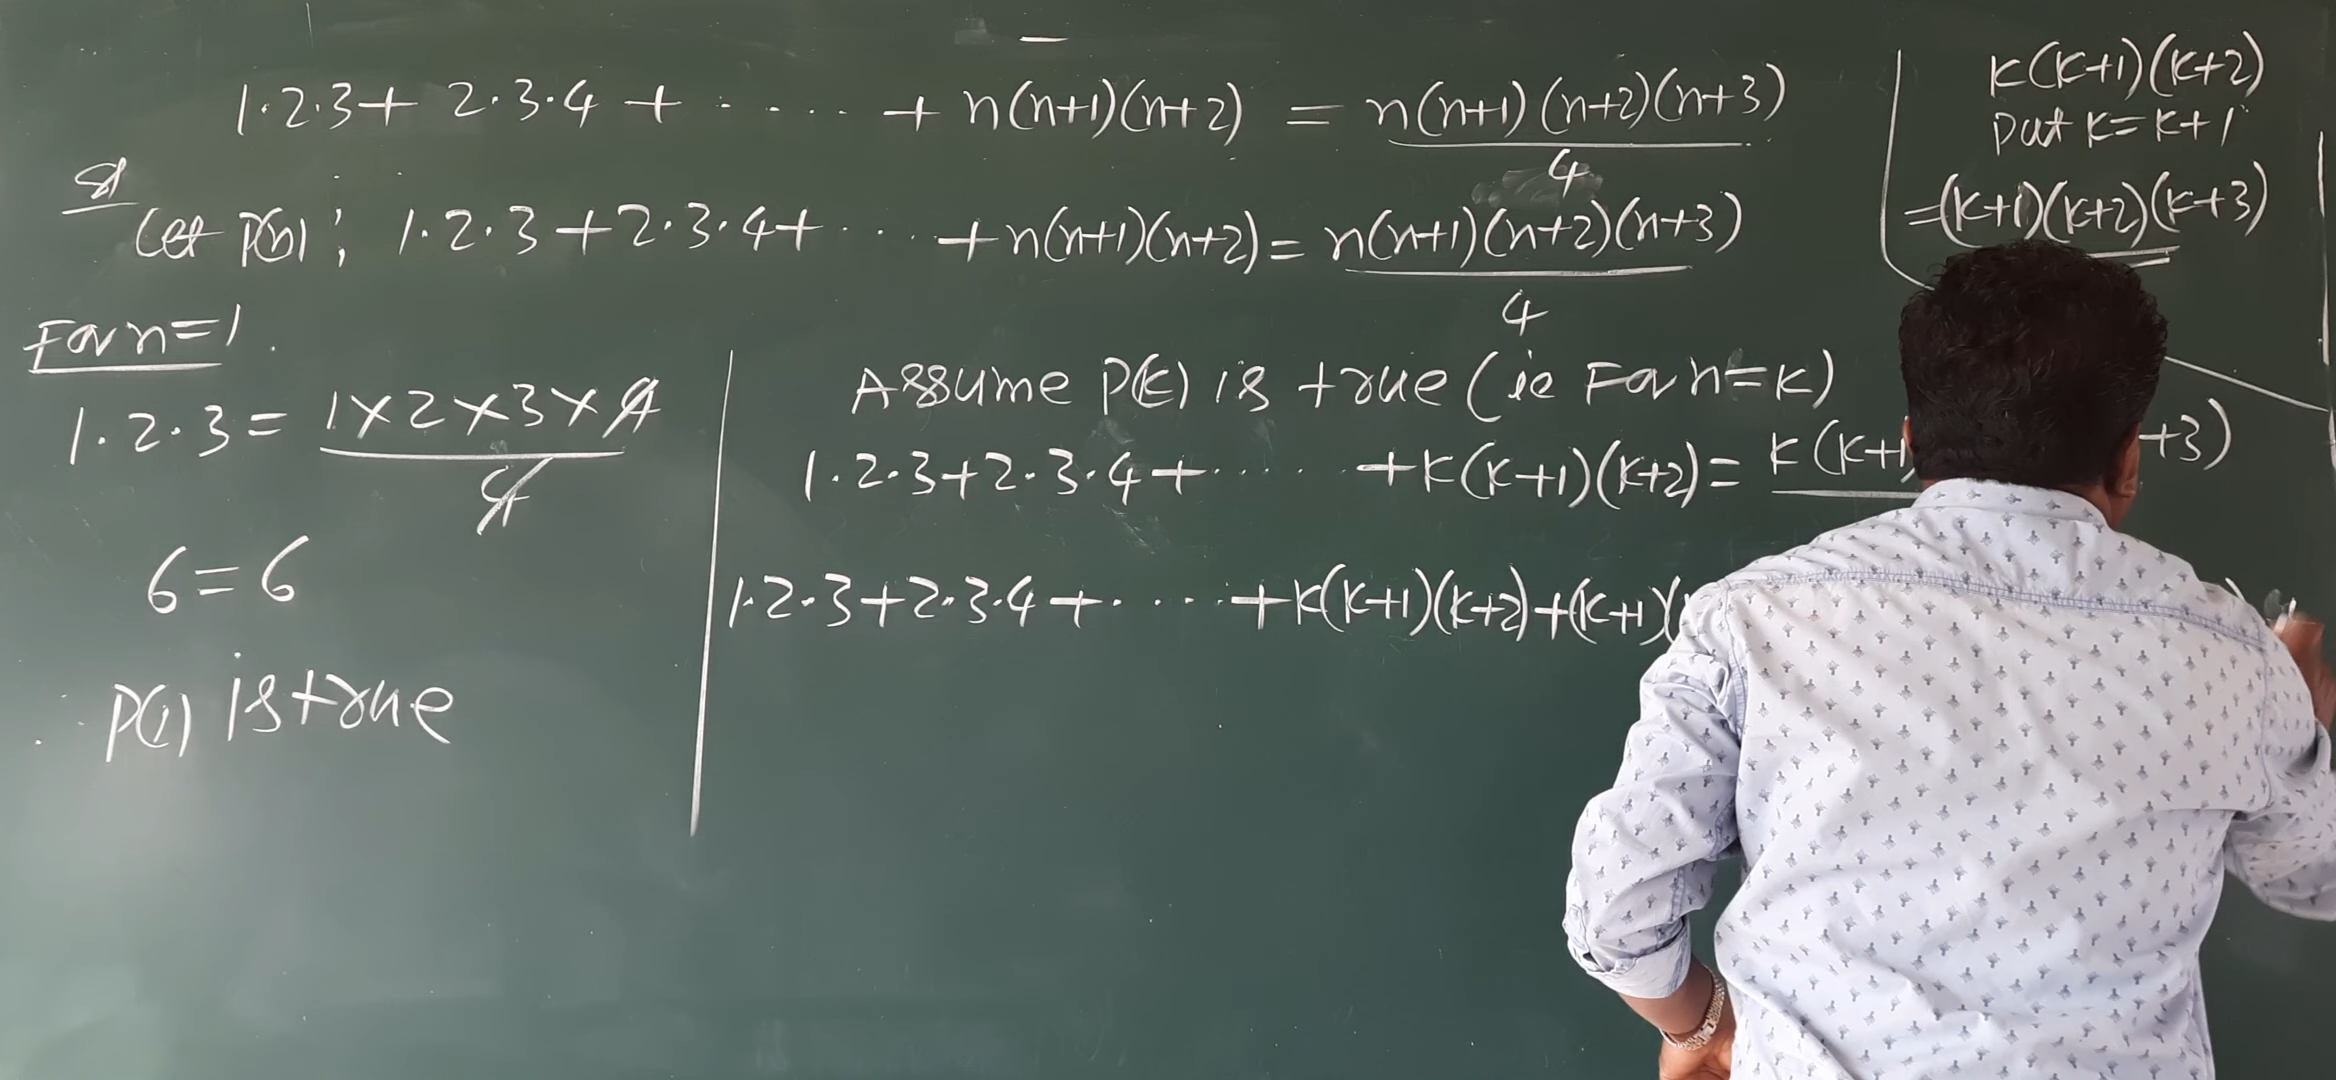 1·2·3 + 2·3·4 + ····· + n(n+1)(n+2) = n(n+1)(n+2)(n+3)
4
Let P(n) : 1·2·3 + 2·3·4 + ···· + n(n+1)(n+2) = n(n+1)(n+2)(n+3)
4
For n=1.
1·2·3 = 1×2×3×4
4
6 = 6
∴ P(1) is true
Assume P(k) is true (ie For n=k)
1·2·3+2·3·4+····· +k(k+1)(k+2) = k(k+1 +3)
1·2·3+2·3·4+····· +k(k+1)(k+2)+(k+1)(
k(k+1)(k+2)
put k=k+1
=(k+1)(k+2)(k+3)